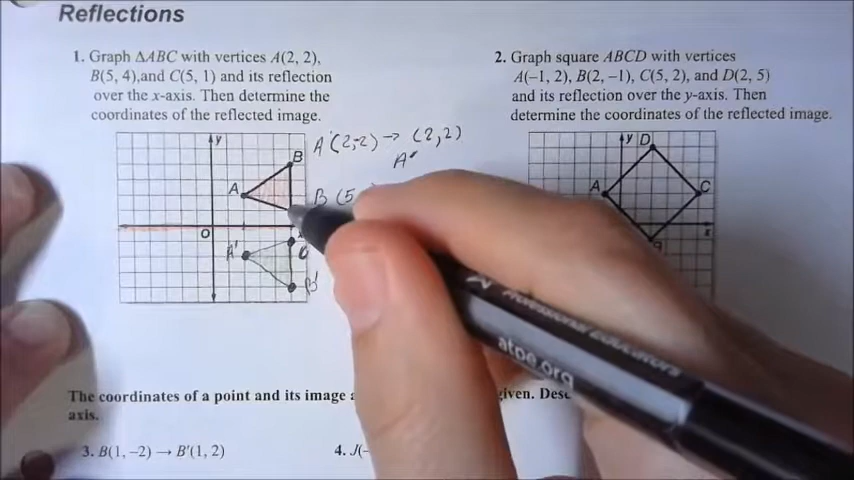 Reflections
1. Graph ΔABC with vertices A(2, 2),
B(5, 4),and C(5, 1) and its reflection
over the x-axis. Then determine the
coordinates of the reflected image.
y
B
A
O
A'
B'
A'(2,-2) → (2,2)
B (5
2. Graph square ABCD with vertices
A(−1, 2), B(2, −1), C(5, 2), and D(2, 5)
and its reflection over the y-axis. Then
determine the coordinates of the reflected image.
y
D
A
C
x
Professional Educators
atpe.org
The coordinates of a point and its image
given.
axis.
3. B(1, −2) → B'(1, 2)
4. J(